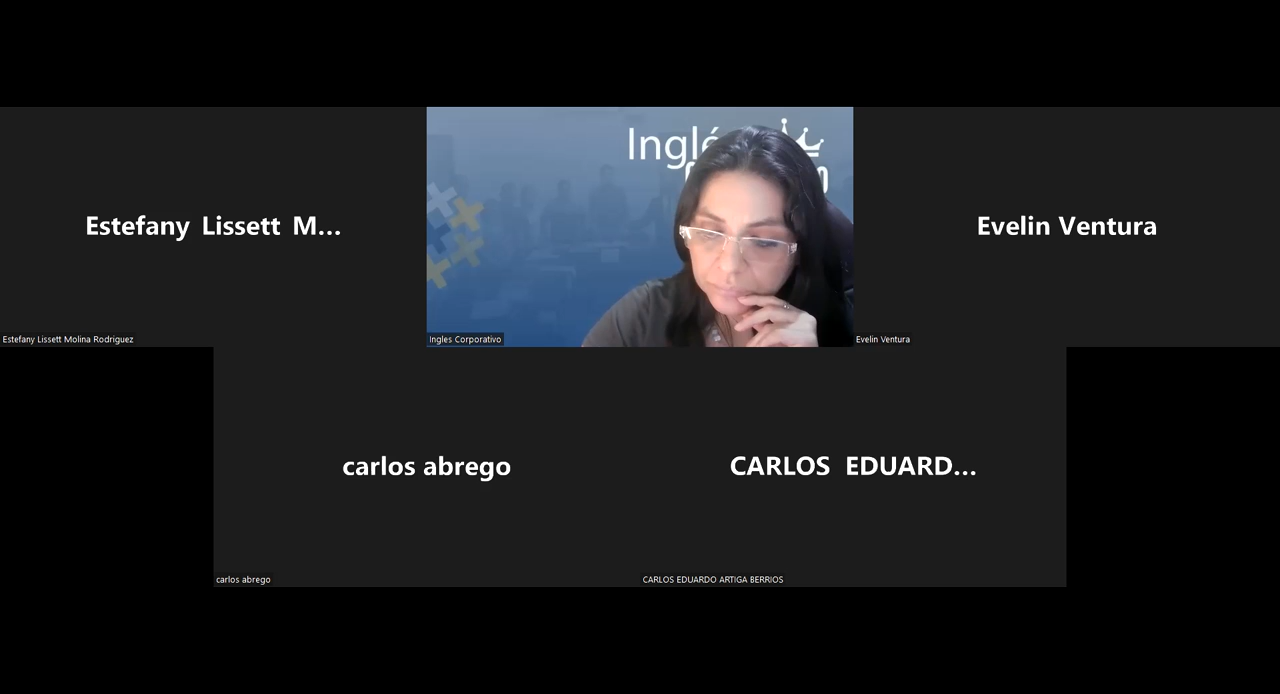 Estefany Lissett M...
Estefany Lissett Molina Rodriguez
Inglé
Ingles Corporativo
Evelin Ventura
Evelin Ventura
carlos abrego
carlos abrego
CARLOS EDUARD...
CARLOS EDUARDO ARTIGA BERRIOS